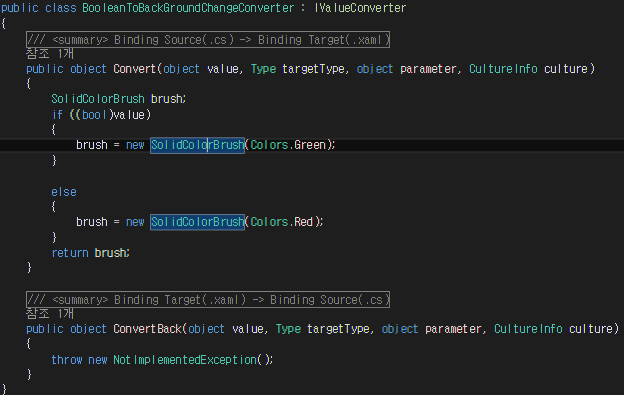 public class BooleanToBackGroundChangeConverter : IValueConverter
{
/// <summary> Binding Source(.cs) -> Binding Target(.xaml)
참조 1개
public object Convert(object value, Type targetType, object parameter, CultureInfo culture)
{
SolidColorBrush brush;
if ((bool)value)
{
brush = new SolidColorBrush(Colors.Green);
}
else
{
brush = new SolidColorBrush(Colors.Red);
}
return brush;
}
/// <summary> Binding Target(.xaml) -> Binding Source(.cs)
참조 1개
public object ConvertBack(object value, Type targetType, object parameter, CultureInfo culture)
{
throw new NotImplementedException();
}
}